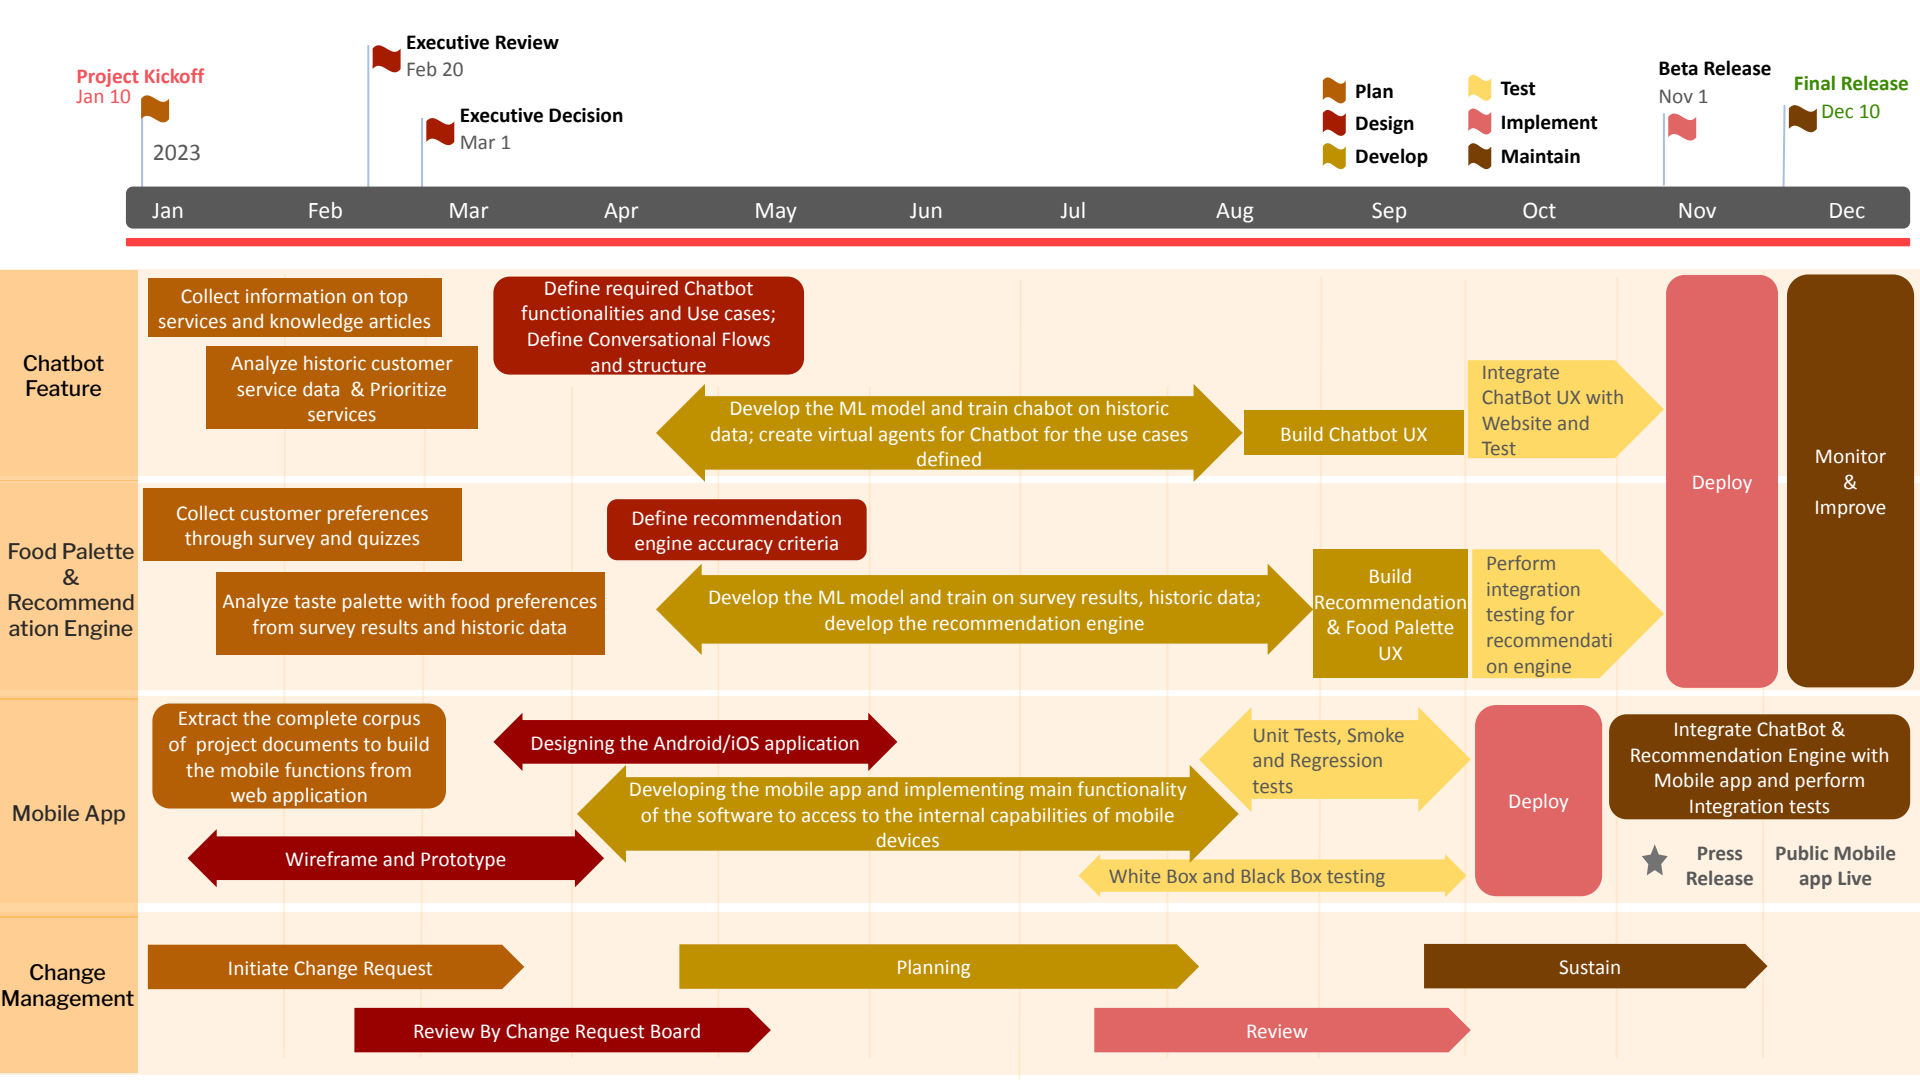 Project Kickoff
Jan 10
2023
Executive Review
Feb 20
Executive Decision
Mar 1
Plan
Design
Develop
Test
Implement
Maintain
Beta Release
Nov 1
Final Release
Dec 10
Jan Feb Mar Apr May Jun Jul Aug Sep Oct Nov Dec
Chatbot
Feature
Collect information on top
services and knowledge articles
Analyze historic customer
service data & Prioritize
services
Define required Chatbot
functionalities and Use cases;
Define Conversational Flows
and structure
Develop the ML model and train chabot on historic
data; create virtual agents for Chatbot for the use cases
defined
Build Chatbot UX
Integrate
ChatBot UX with
Website and
Test
Deploy
Monitor
&
Improve
Food Palette
&
Recommend
ation Engine
Collect customer preferences
through survey and quizzes
Analyze taste palette with food preferences
from survey results and historic data
Define recommendation
engine accuracy criteria
Develop the ML model and train on survey results, historic data;
develop the recommendation engine
Build
Recommendation
& Food Palette
UX
Perform
integration
testing for
recommendati
on engine
Mobile App
Extract the complete corpus
of project documents to build
the mobile functions from
web application
Wireframe and Prototype
Designing the Android/iOS application
Developing the mobile app and implementing main functionality
of the software to access to the internal capabilities of mobile
devices
Unit Tests, Smoke
and Regression
tests
White Box and Black Box testing
Deploy
Integrate ChatBot &
Recommendation Engine with
Mobile app and perform
Integration tests
Press
Release
Public Mobile
app Live
Change
Management
Initiate Change Request
Planning
Sustain
Review By Change Request Board
Review